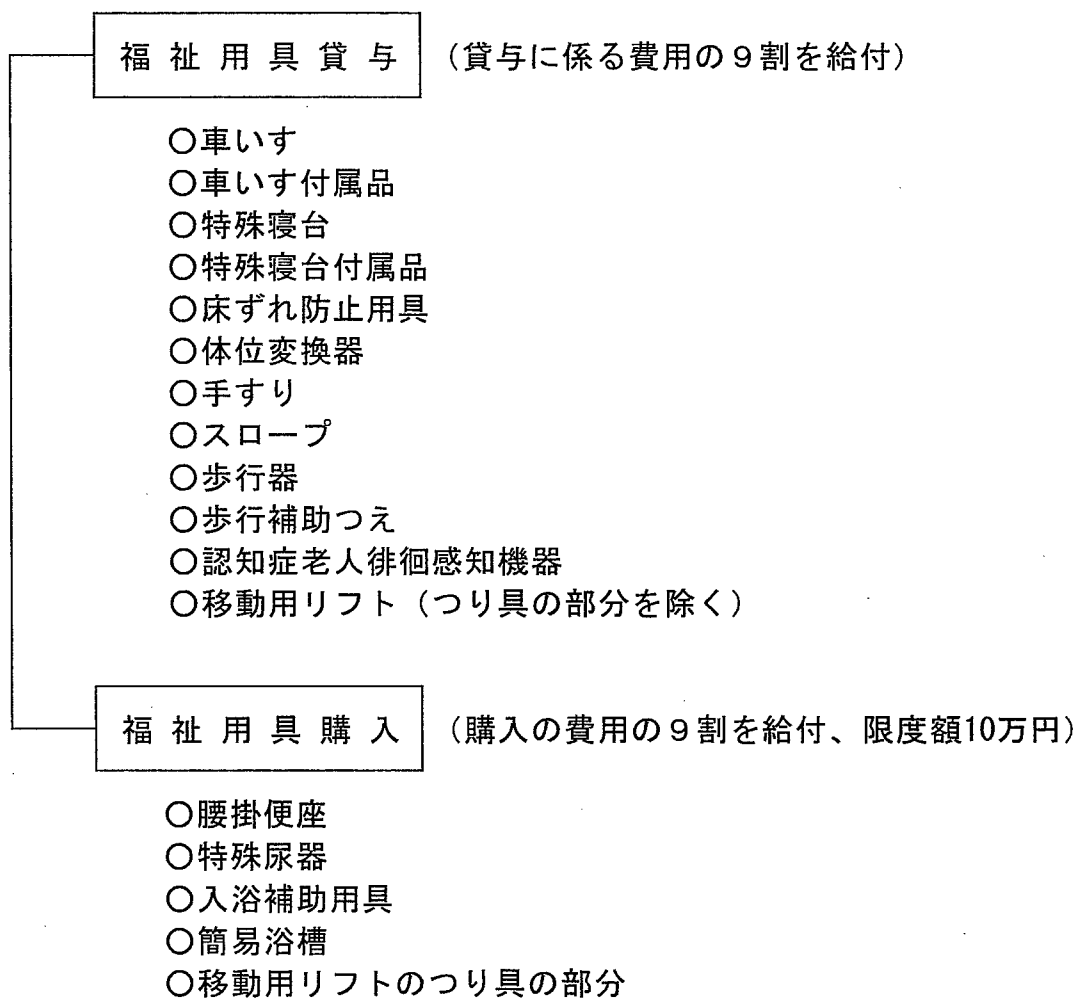 福祉用具貸与 (貸与に係る費用の９割を給付)
○車いす
○車いす付属品
○特殊寝台
○特殊寝台付属品
○床ずれ防止用具
○体位変換器
○手すり
○スロープ
○歩行器
○歩行補助つえ
○認知症老人徘徊感知機器
○移動用リフト（つり具の部分を除く）
福祉用具購入 (購入の費用の９割を給付、限度額10万円)
○腰掛便座
○特殊尿器
○入浴補助用具
○簡易浴槽
○移動用リフトのつり具の部分